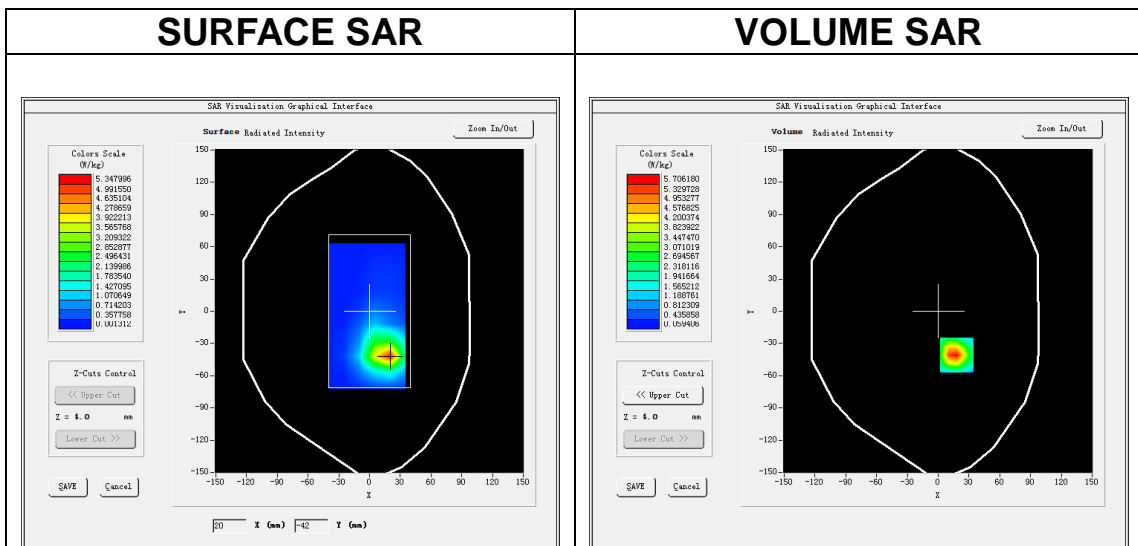 SURFACE SAR
SAR Visualisation Graphical Interface
Surface Radiated Intensity
Zoom In/Out
Colors Scale
(W/kg)
5.347996
4.991550
4.635104
4.278659
3.922213
3.565768
3.209322
2.852877
2.496431
2.139986
1.783540
1.427095
1.070649
0.714203
0.357758
0.001312
Z-Cuts Control
<< Upper Cut
Z = 4.0 mm
Lower Cut >>
SAVE Cancel
150
120
90
60
30
0
-30
-60
-90
-120
-150
Y
-150 -120 -90 -60 -30 0 30 60 90 120 150
X
20 X (mm) -42 Y (mm)
VOLUME SAR
SAR Visualisation Graphical Interface
Volume Radiated Intensity
Zoom In/Out
Colors Scale
(W/kg)
5.706180
5.329728
4.953277
4.576825
4.200374
3.823922
3.447470
3.071019
2.694567
2.318116
1.941664
1.565212
1.188761
0.812309
0.435858
0.059406
Z-Cuts Control
<< Upper Cut
Z = 4.0 mm
Lower Cut >>
SAVE Cancel
150
120
90
60
30
0
-30
-60
-90
-120
-150
Y
-150 -120 -90 -60 -30 0 30 60 90 120 150
X